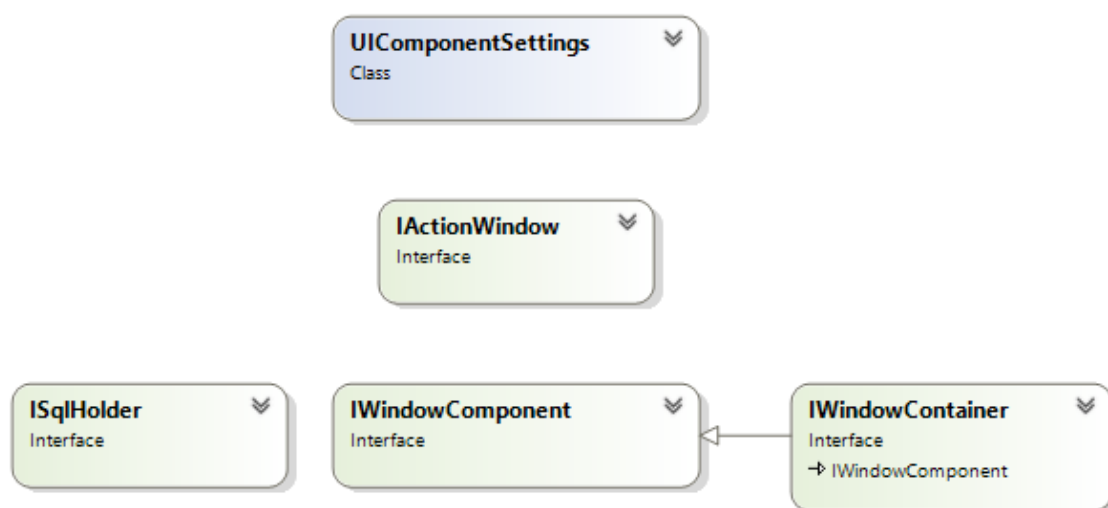 UIComponentSettings
Class
IActionWindow
Interface
ISqlHolder
Interface
IWindowComponent
Interface
IWindowContainer
Interface
IWindowComponent